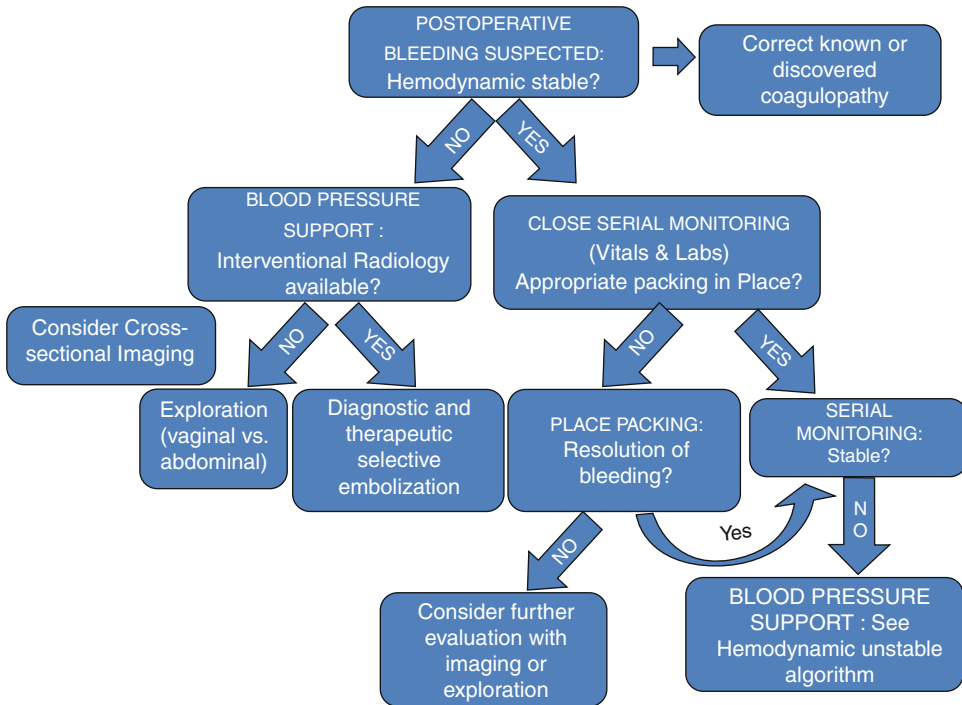 POSTOPERATIVE
BLEEDING SUSPECTED:
Hemodynamic stable?
Correct known or
discovered
coagulopathy
NO
YES
BLOOD PRESSURE
SUPPORT :
Interventional Radiology
available?
CLOSE SERIAL MONITORING
(Vitals & Labs)
Appropriate packing in Place?
Consider Cross-
sectional Imaging
NO
YES
NO
YES
Exploration
(vaginal vs.
abdominal)
Diagnostic and
therapeutic
selective
embolization
PLACE PACKING:
Resolution of
bleeding?
SERIAL
MONITORING:
Stable?
NO
Yes
N
O
Consider further
evaluation with
imaging or
exploration
BLOOD PRESSURE
SUPPORT : See
Hemodynamic unstable
algorithm